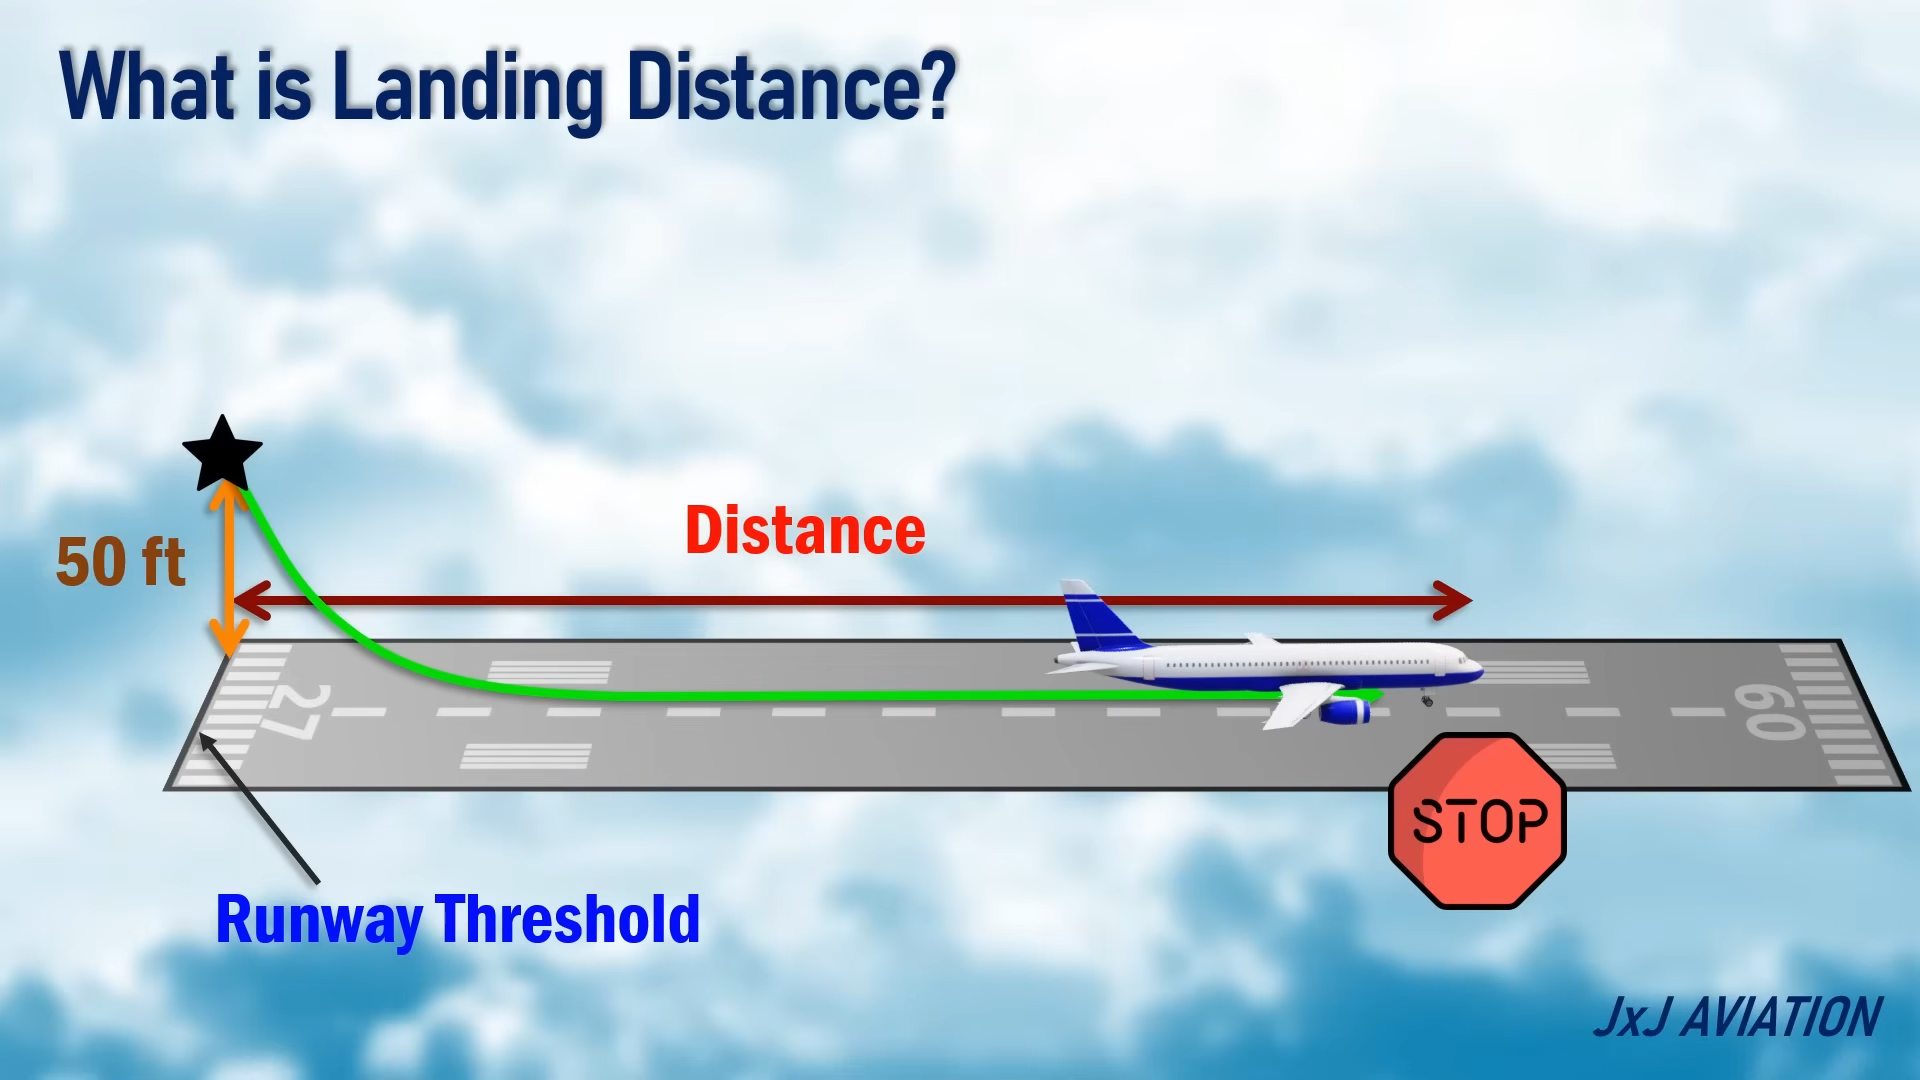 What is Landing Distance?
Distance
50 ft
27
09
STOP
Runway Threshold
JxJ AVIATION